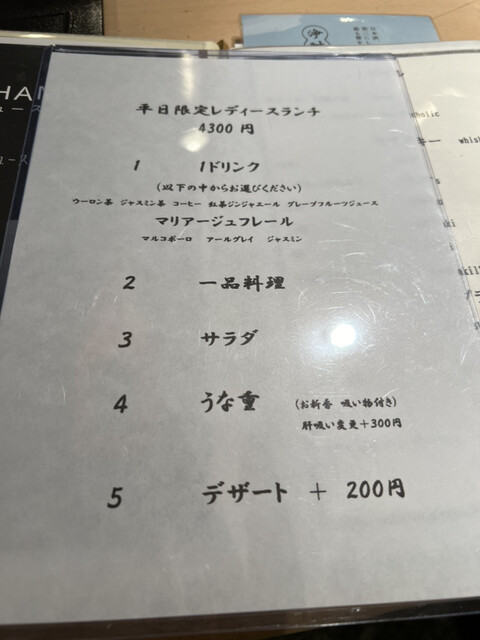 平日限定レディースランチ
4300 円
1 1ドリンク
(以下の中からお選びください)
ウーロン茶 ジャスミン茶 コーヒー 紅茶ジンジャエール グレープフルーツジュース
マリアージュフレール
マルコポーロ アールグレイ ジャスミン
2 一品料理
3 サラダ
4 うな重 (お新香 吸い物付き)
肝吸い変更+300円
5 デザート + 200円